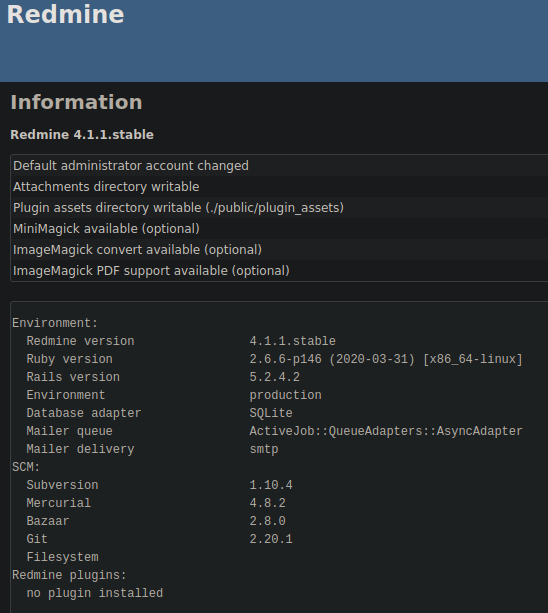 Redmine
Information
Redmine 4.1.1.stable
Default administrator account changed
Attachments directory writable
Plugin assets directory writable (./public/plugin_assets)
MiniMagick available (optional)
ImageMagick convert available (optional)
ImageMagick PDF support available (optional)
Environment:
Redmine version 4.1.1.stable
Ruby version 2.6.6-p146 (2020-03-31) [x86_64-linux]
Rails version 5.2.4.2
Environment production
Database adapter SQLite
Mailer queue ActiveJob::QueueAdapters::AsyncAdapter
Mailer delivery smtp
SCM:
Subversion 1.10.4
Mercurial 4.8.2
Bazaar 2.8.0
Git 2.20.1
Filesystem
Redmine plugins:
no plugin installed